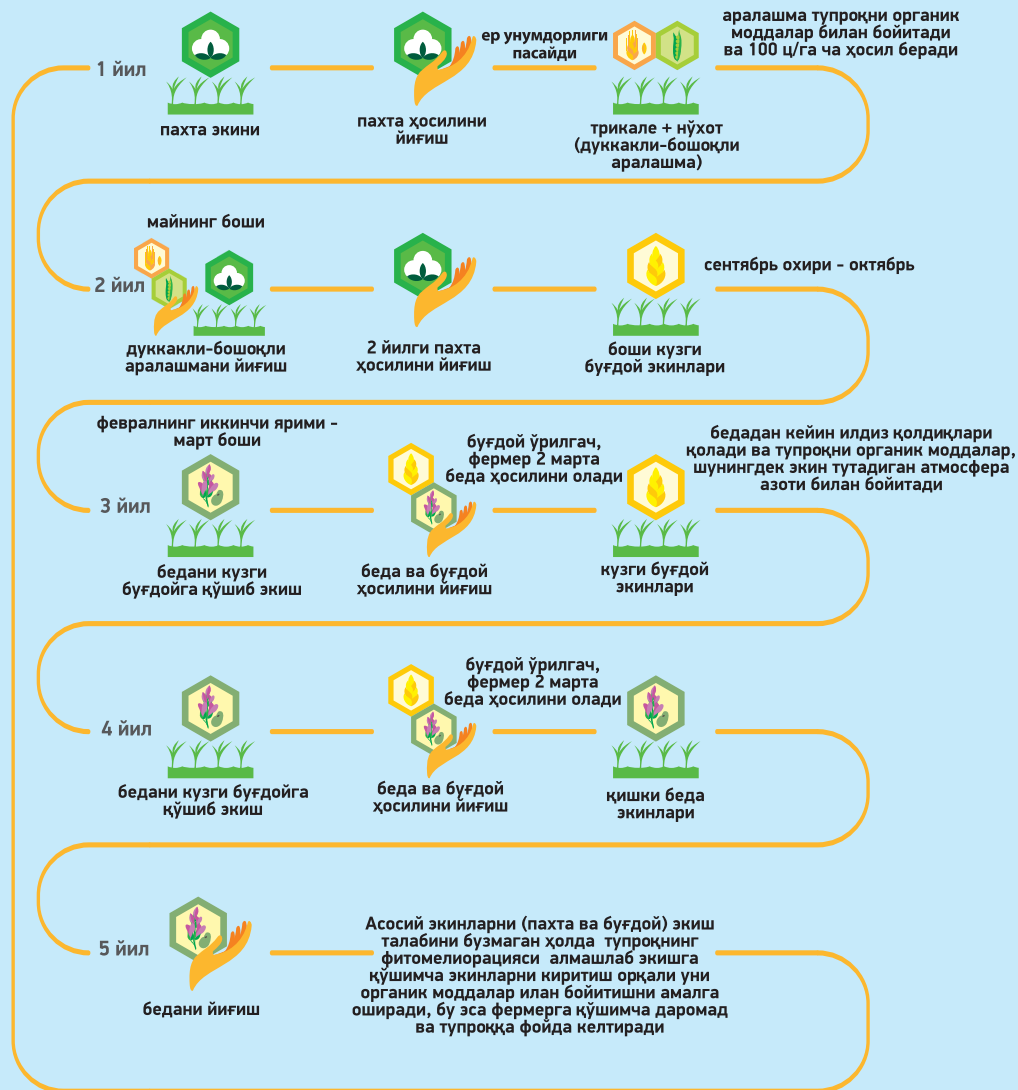 1 йил
пахта экини
пахта ҳосилини
йиғиш
ер унумдорлиги
пасайди
трикале + нўхот
(дуккакли-бошоқли
аралашма)
аралашма тупроқни органик
моддалар билан бойитади
ва 100 ц/га ча ҳосил беради
майнинг боши
2 йил
дуккакли-бошоқли
аралашмани йиғиш
2 йилги пахта
ҳосилини йиғиш
боши кузги
буғдой экинлари
сентябрь охири - октябрь
февралнинг иккинчи ярими -
март боши
3 йил
бедани кузги
буғдойга қўшиб экиш
буғдой ўрилгач,
фермер 2 марта
беда ҳосилини олади
беда ва буғдой
ҳосилини йиғиш
кузги буғдой
экинлари
бедадан кейин илдиз қолдиқлари
қолади ва тупроқни органик моддалар,
шунингдек экин тутадиган атмосфера
азоти билан бойитади
4 йил
бедани кузги буғдойга
қўшиб экиш
буғдой ўрилгач,
фермер 2 марта
беда ҳосилини олади
беда ва буғдой
ҳосилини йиғиш
қишки беда
экинлари
5 йил
бедани йиғиш
Асосий экинларни (пахта ва буғдой) экиш
талабини бузмаган ҳолда тупроқнинг
фитомелиорацияси алмашлаб экишга
қўшимча экинларни киритиш орқали уни
органик моддалар илан бойитишни амалга
оширади, бу эса фермерга қўшимча даромад
ва тупроққа фойда келтиради